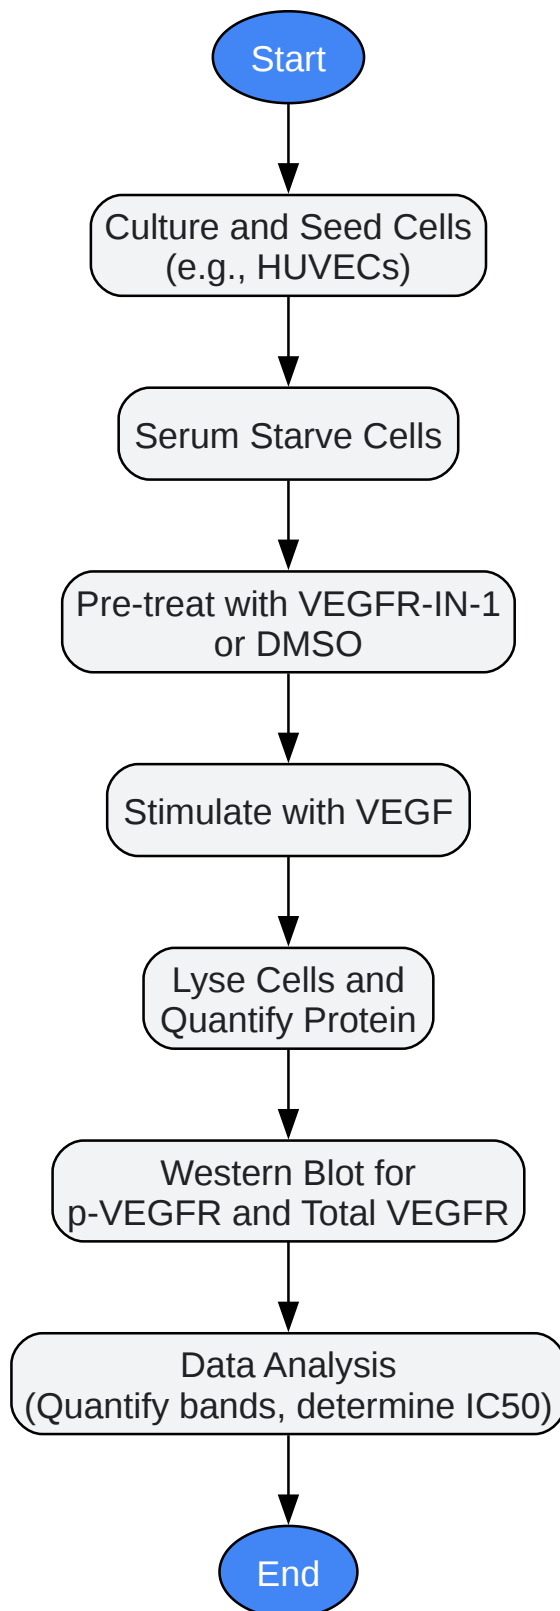 Start
Culture and Seed Cells
(e.g., HUVECs)
Serum Starve Cells
Pre-treat with VEGFR-IN-1
or DMSO
Stimulate with VEGF
Lyse Cells and
Quantify Protein
Western Blot for
p-VEGFR and Total VEGFR
Data Analysis
(Quantify bands, determine IC50)
End